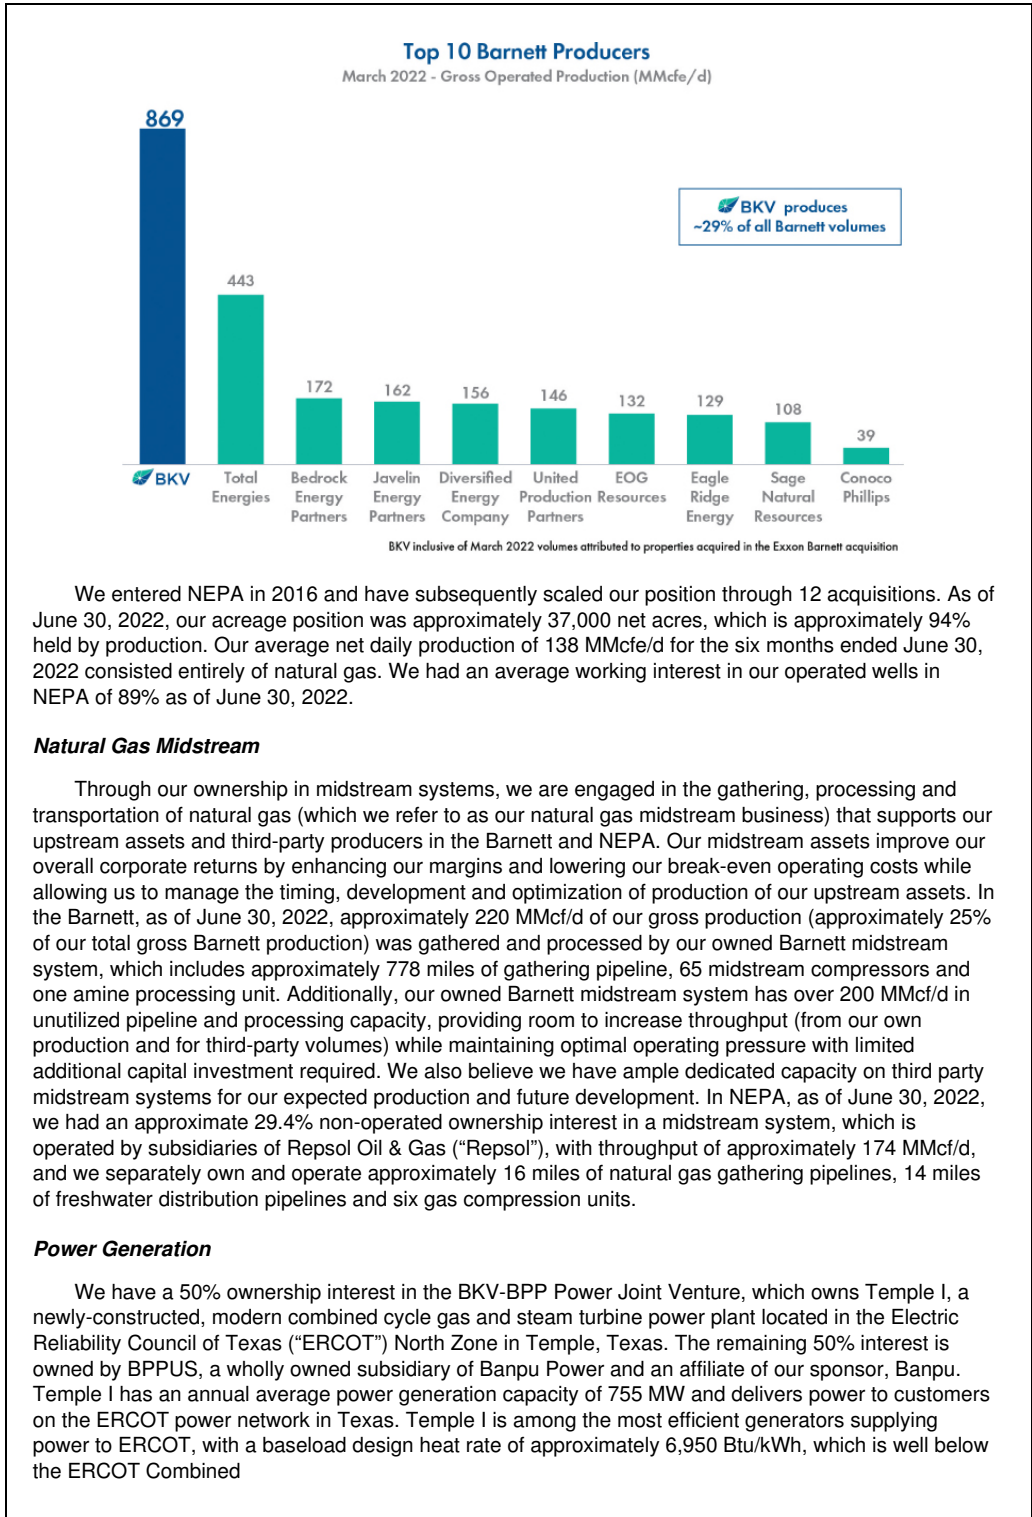 Top 10 Barnett Producers
March 2022 - Gross Operated Production (MMcfe/d)
869
BKV produces
~29% of all Barnett volumes
443
172
162
156
146
132
129
108
39
BKV
Total Energies
Bedrock Energy Partners
Javelin Energy Partners
Diversified Energy Company
United Production Partners
EOG Resources
Eagle Ridge Energy
Sage Natural Resources
Conoco Phillips
BKV inclusive of March 2022 volumes attributed to properties acquired in the Exxon Barnett acquisition
We entered NEPA in 2016 and have subsequently scaled our position through 12 acquisitions. As of
June 30, 2022, our acreage position was approximately 37,000 net acres, which is approximately 94%
held by production. Our average net daily production of 138 MMcfe/d for the six months ended June 30,
2022 consisted entirely of natural gas. We had an average working interest in our operated wells in
NEPA of 89% as of June 30, 2022.
Natural Gas Midstream
Through our ownership in midstream systems, we are engaged in the gathering, processing and
transportation of natural gas (which we refer to as our natural gas midstream business) that supports our
upstream assets and third-party producers in the Barnett and NEPA. Our midstream assets improve our
overall corporate returns by enhancing our margins and lowering our break-even operating costs while
allowing us to manage the timing, development and optimization of production of our upstream assets. In
the Barnett, as of June 30, 2022, approximately 220 MMcf/d of our gross production (approximately 25%
of our total gross Barnett production) was gathered and processed by our owned Barnett midstream
system, which includes approximately 778 miles of gathering pipeline, 65 midstream compressors and
one amine processing unit. Additionally, our owned Barnett midstream system has over 200 MMcf/d in
unutilized pipeline and processing capacity, providing room to increase throughput (from our own
production and for third-party volumes) while maintaining optimal operating pressure with limited
additional capital investment required. We also believe we have ample dedicated capacity on third party
midstream systems for our expected production and future development. In NEPA, as of June 30, 2022,
we had an approximate 29.4% non-operated ownership interest in a midstream system, which is
operated by subsidiaries of Repsol Oil & Gas (“Repsol”), with throughput of approximately 174 MMcf/d,
and we separately own and operate approximately 16 miles of natural gas gathering pipelines, 14 miles
of freshwater distribution pipelines and six gas compression units.
Power Generation
We have a 50% ownership interest in the BKV-BPP Power Joint Venture, which owns Temple I, a
newly-constructed, modern combined cycle gas and steam turbine power plant located in the Electric
Reliability Council of Texas (“ERCOT”) North Zone in Temple, Texas. The remaining 50% interest is
owned by BPPUS, a wholly owned subsidiary of Banpu Power and an affiliate of our sponsor, Banpu.
Temple I has an annual average power generation capacity of 755 MW and delivers power to customers
on the ERCOT power network in Texas. Temple I is among the most efficient generators supplying
power to ERCOT, with a baseload design heat rate of approximately 6,950 Btu/kWh, which is well below
the ERCOT Combined